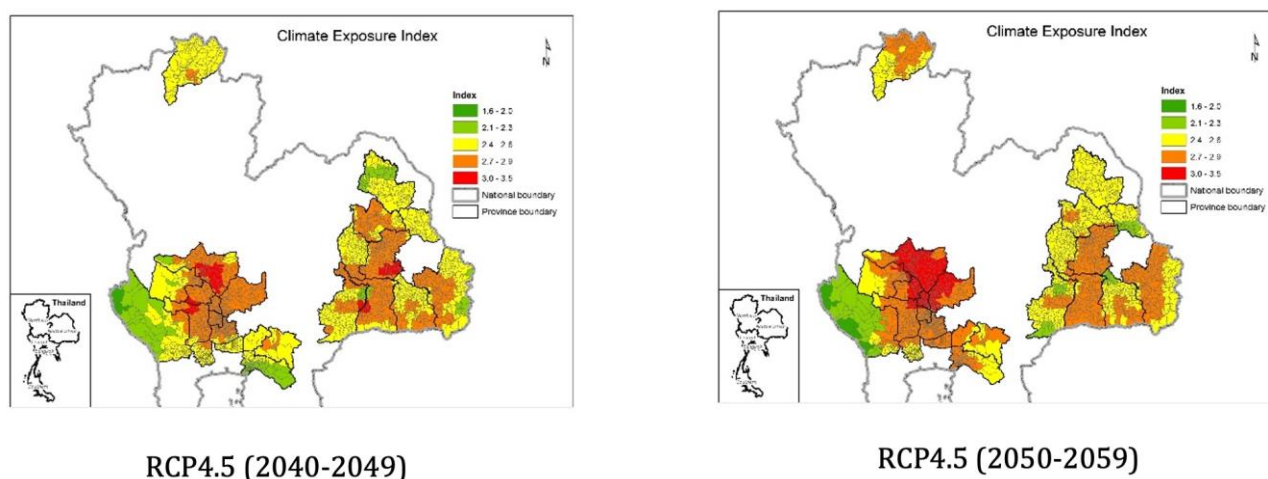 Climate Exposure Index
N
Index
1.6 - 2.0
2.1 - 2.3
2.4 - 2.6
2.7 - 2.9
3.0 - 3.5
National boundary
Province boundary
Thailand
RCP4.5 (2040-2049)
Climate Exposure Index
N
Index
1.6 - 2.0
2.1 - 2.3
2.4 - 2.6
2.7 - 2.9
3.0 - 3.5
National boundary
Province boundary
Thailand
RCP4.5 (2050-2059)